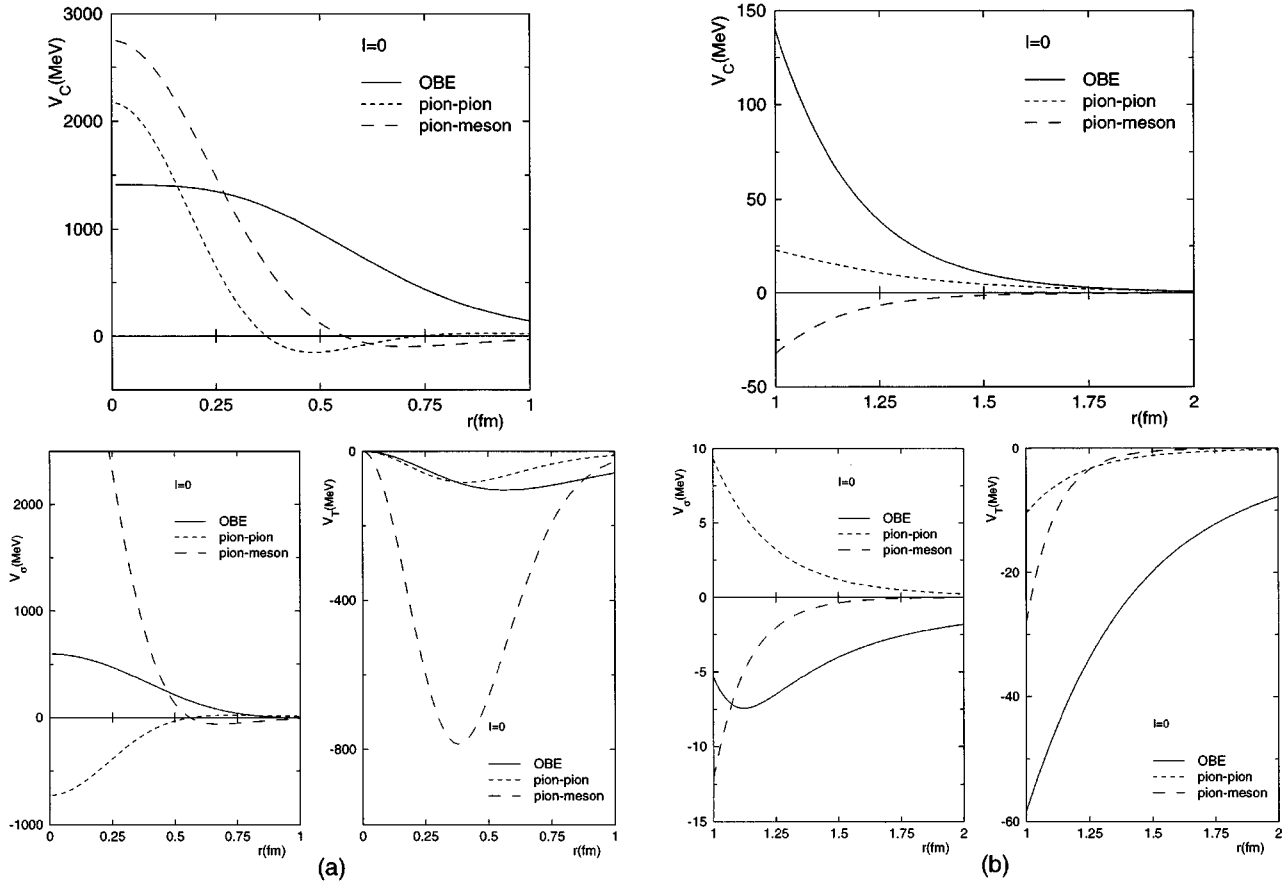 3000
2000
1000
0
V_C(MeV)
I=0
OBE
pion-pion
pion-meson
0
0.25
0.5
0.75
1
r(fm)
150
100
50
0
-50
V_C(MeV)
I=0
OBE
pion-pion
pion-meson
1
1.25
1.5
1.75
2
r(fm)
2000
1000
0
-1000
V_σ(MeV)
I=0
OBE
pion-pion
pion-meson
0
0.25
0.5
0.75
1
r(fm)
0
-400
-800
V_T(MeV)
I=0
OBE
pion-pion
pion-meson
0
0.25
0.5
0.75
1
r(fm)
(a)
10
5
0
-5
-10
-15
V_σ(MeV)
I=0
OBE
pion-pion
pion-meson
1
1.25
1.5
1.75
2
r(fm)
0
-20
-40
-60
V_T(MeV)
I=0
OBE
pion-pion
pion-meson
1
1.25
1.5
1.75
2
r(fm)
(b)